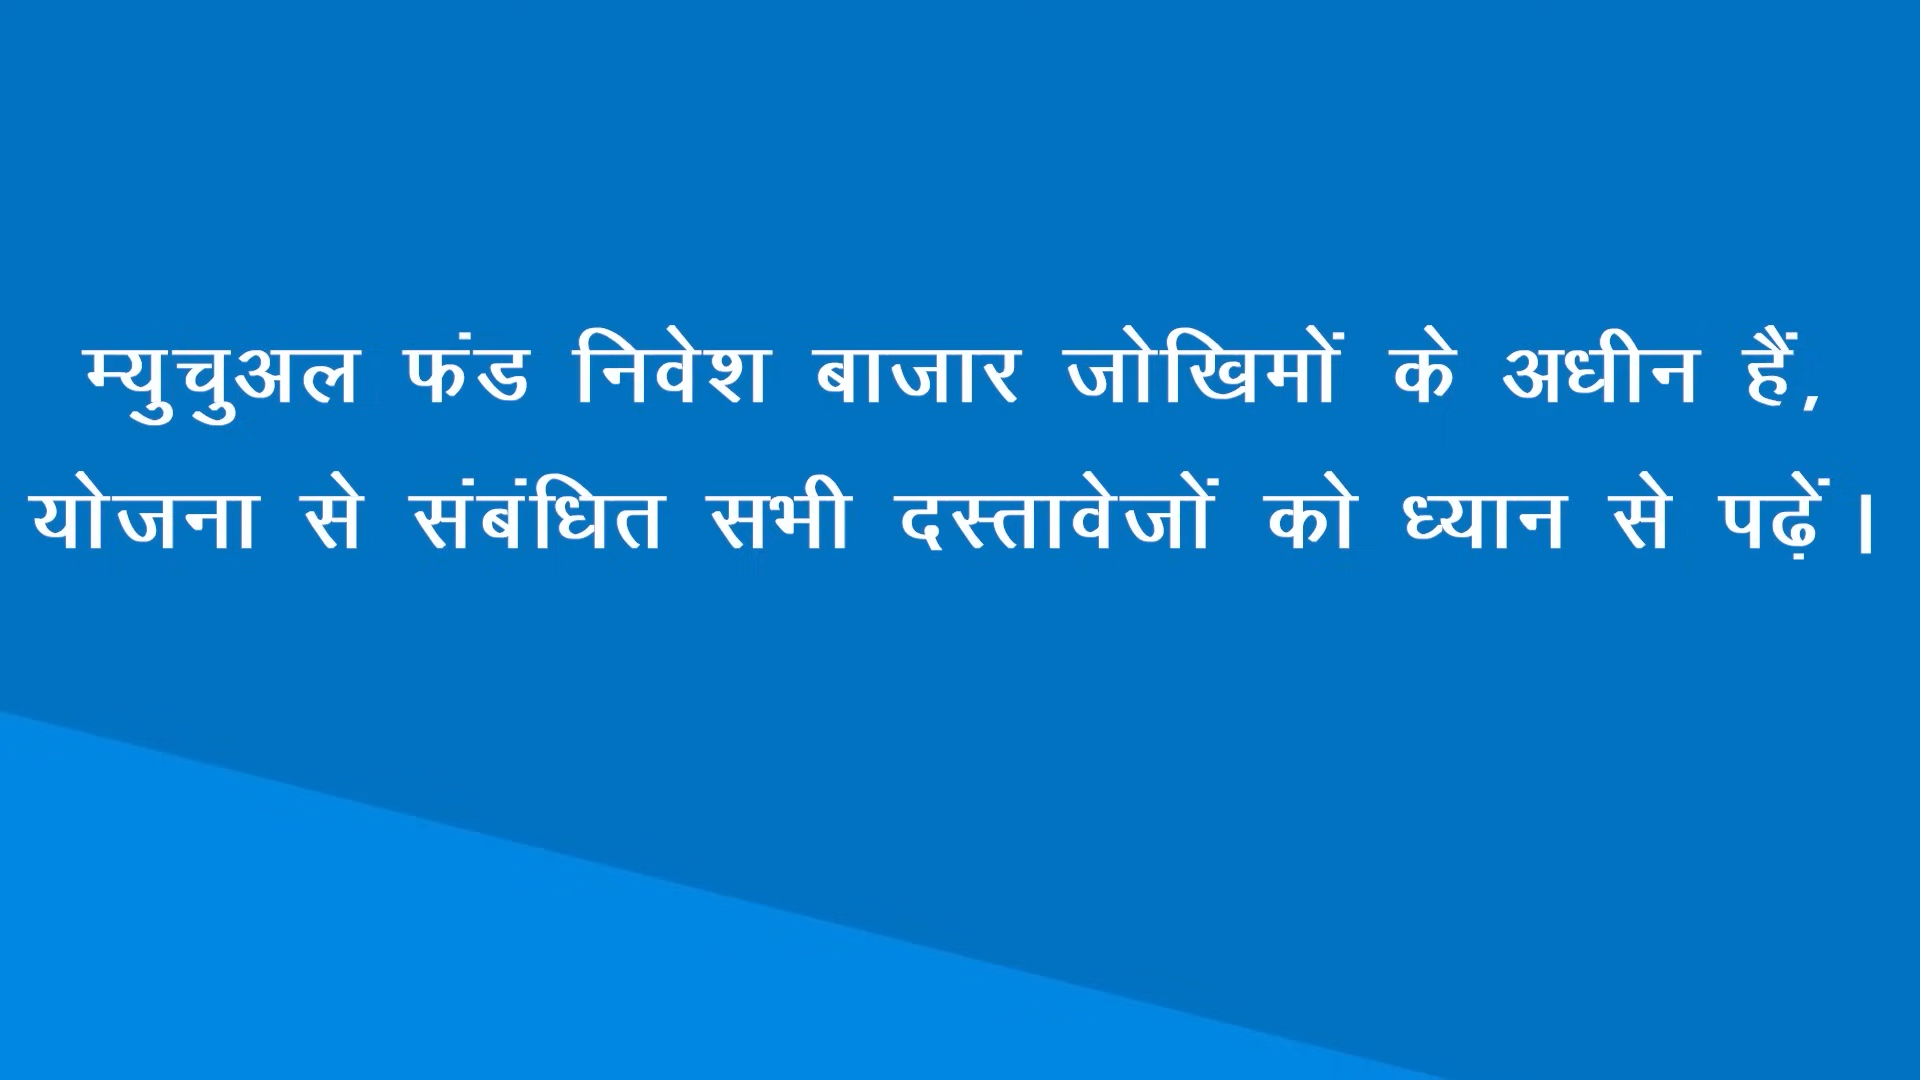 म्युचुअल फंड निवेश बाजार जोखिमों के अधीन हैं,
योजना से संबंधित सभी दस्तावेजों को ध्यान से पढ़ें।